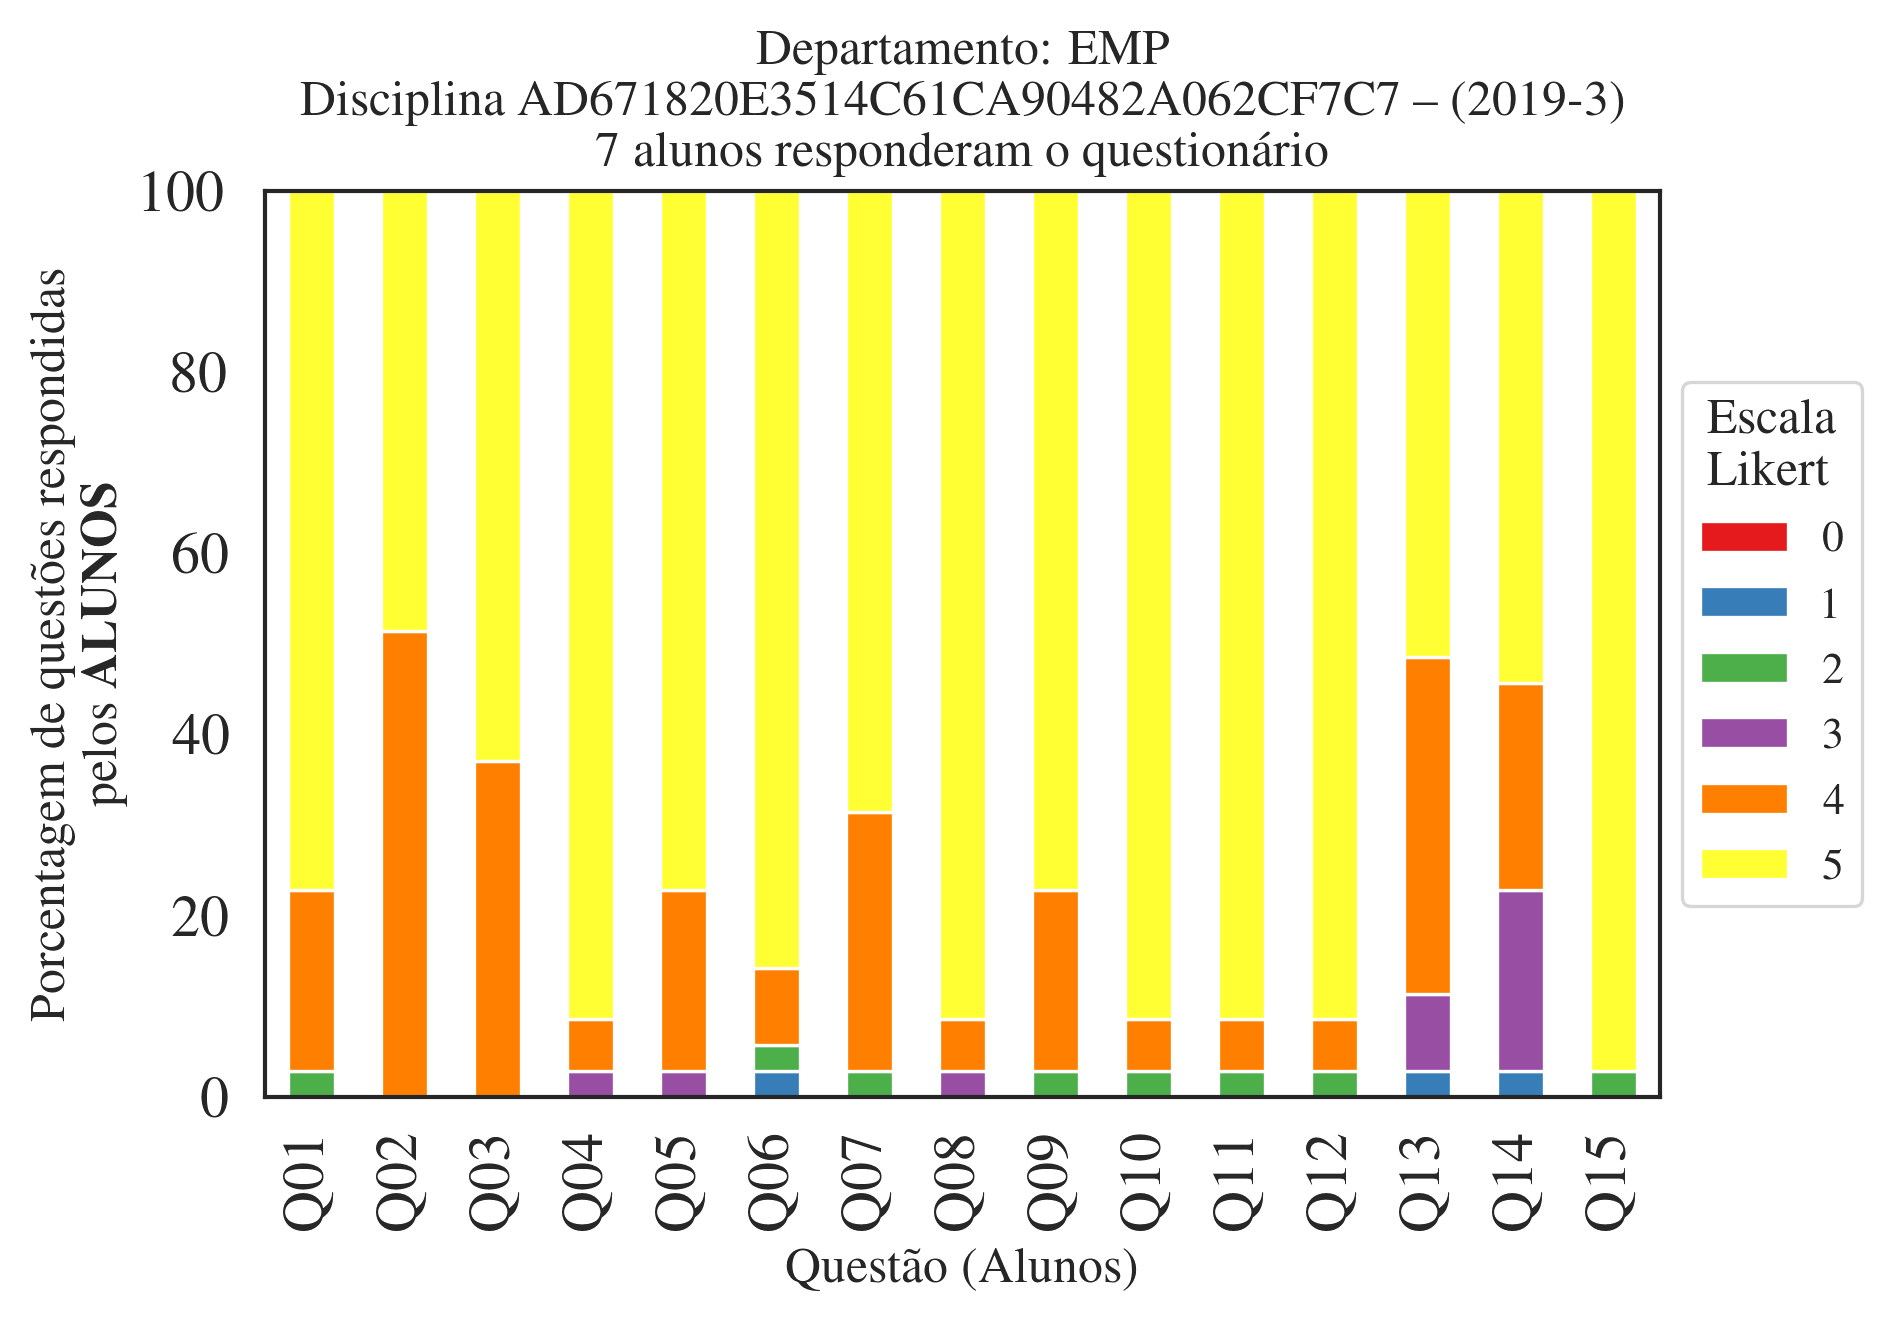 Departamento: EMP
Disciplina AD671820E3514C61CA90482A062CF7C7 – (2019-3)
7 alunos responderam o questionário
Porcentagem de questões respondidas
pelos ALUNOS
100
80
60
40
20
0
Q01
Q02
Q03
Q04
Q05
Q06
Q07
Q08
Q09
Q10
Q11
Q12
Q13
Q14
Q15
Questão (Alunos)
Escala
Likert
0
1
2
3
4
5